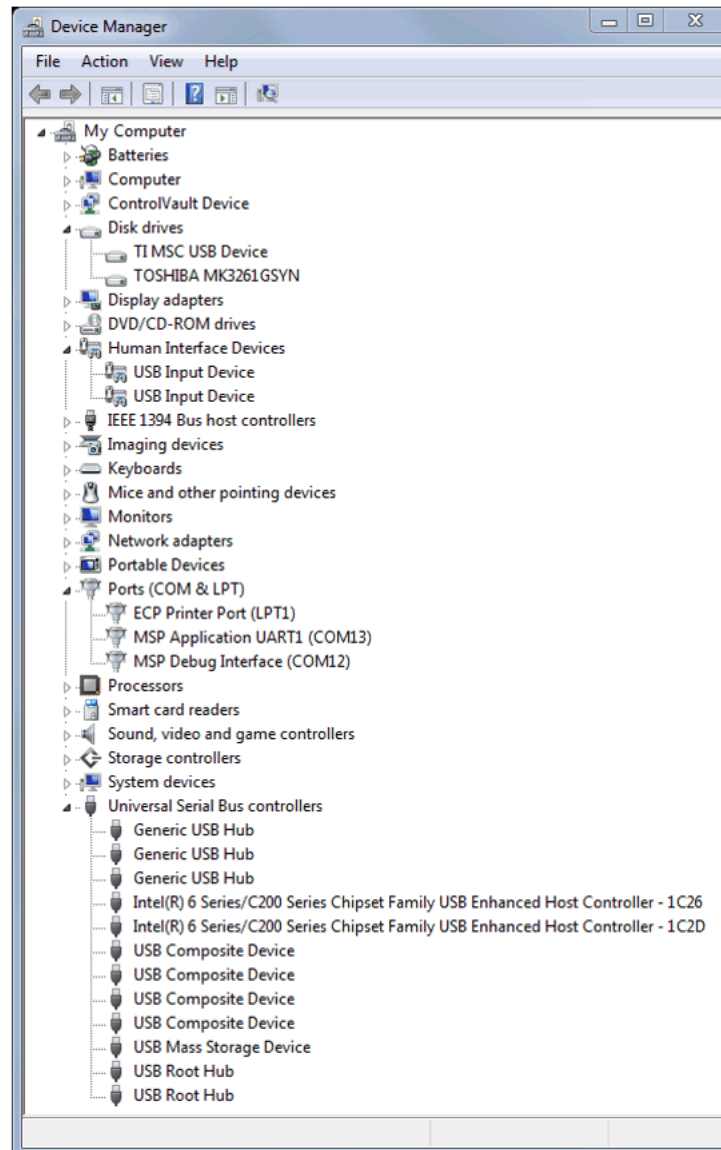 Device Manager
File Action View Help
My Computer
Batteries
Computer
ControlVault Device
Disk drives
TI MSC USB Device
TOSHIBA MK3261GSYN
Display adapters
DVD/CD-ROM drives
Human Interface Devices
USB Input Device
USB Input Device
IEEE 1394 Bus host controllers
Imaging devices
Keyboards
Mice and other pointing devices
Monitors
Network adapters
Portable Devices
Ports (COM & LPT)
ECP Printer Port (LPT1)
MSP Application UART1 (COM13)
MSP Debug Interface (COM12)
Processors
Smart card readers
Sound, video and game controllers
Storage controllers
System devices
Universal Serial Bus controllers
Generic USB Hub
Generic USB Hub
Generic USB Hub
Intel(R) 6 Series/C200 Series Chipset Family USB Enhanced Host Controller - 1C26
Intel(R) 6 Series/C200 Series Chipset Family USB Enhanced Host Controller - 1C2D
USB Composite Device
USB Composite Device
USB Composite Device
USB Composite Device
USB Mass Storage Device
USB Root Hub
USB Root Hub